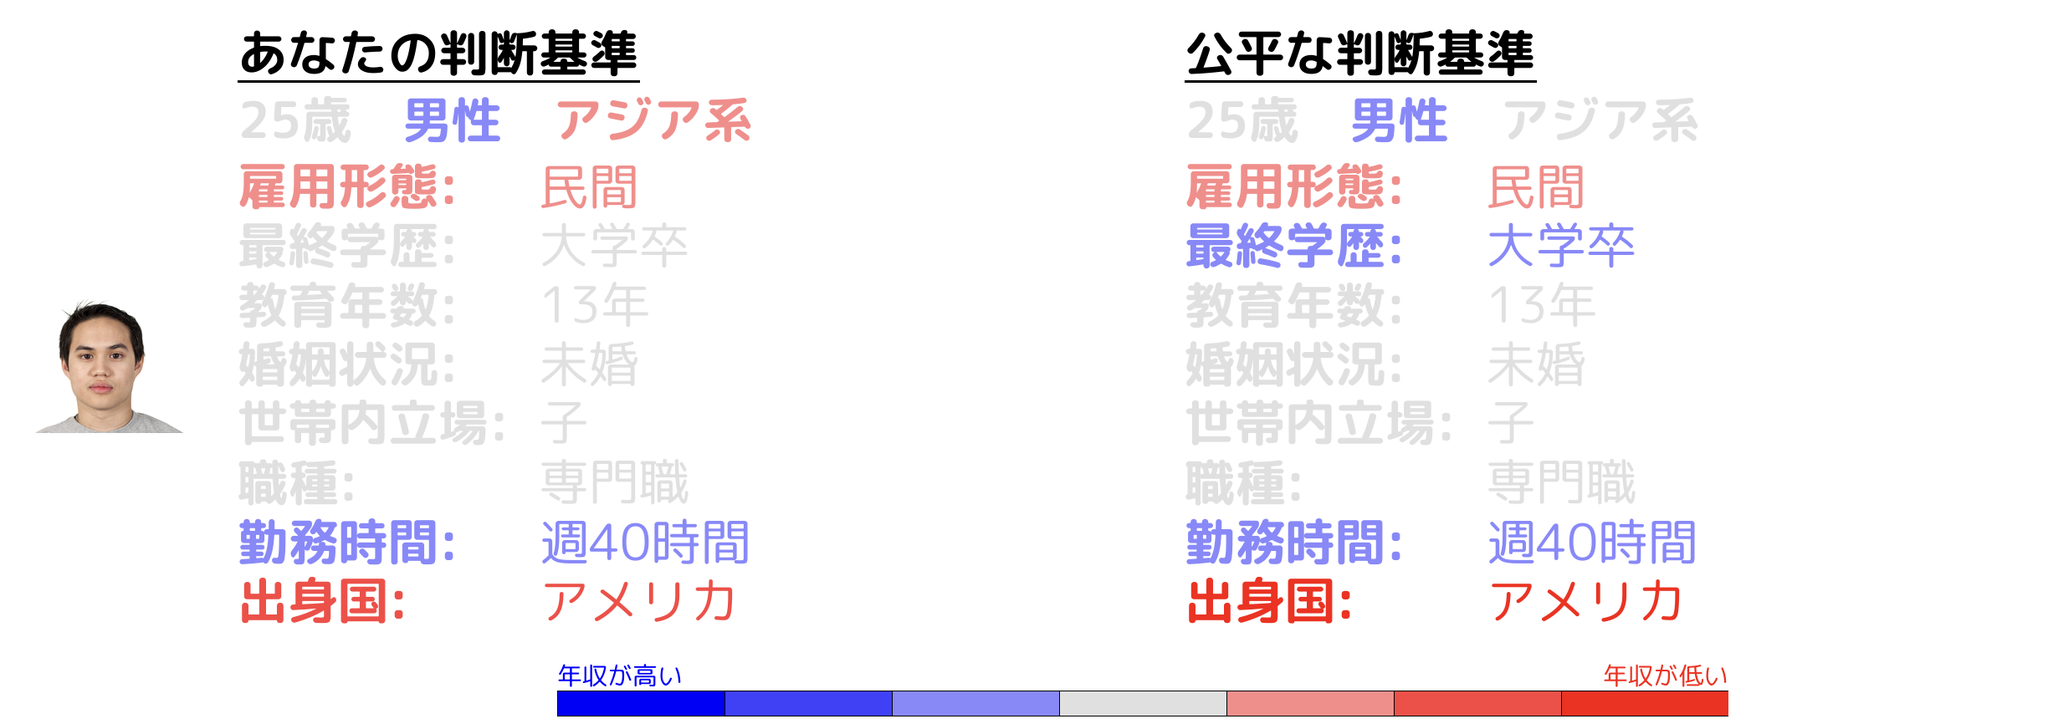 あなたの判断基準
25歳 男性 アジア系
雇用形態: 民間
最終学歴: 大学卒
教育年数: 13年
婚姻状況: 未婚
世帯内立場: 子
職種: 専門職
勤務時間: 週40時間
出身国: アメリカ
公平な判断基準
25歳 男性 アジア系
雇用形態: 民間
最終学歴: 大学卒
教育年数: 13年
婚姻状況: 未婚
世帯内立場: 子
職種: 専門職
勤務時間: 週40時間
出身国: アメリカ
年収が高い
年収が低い